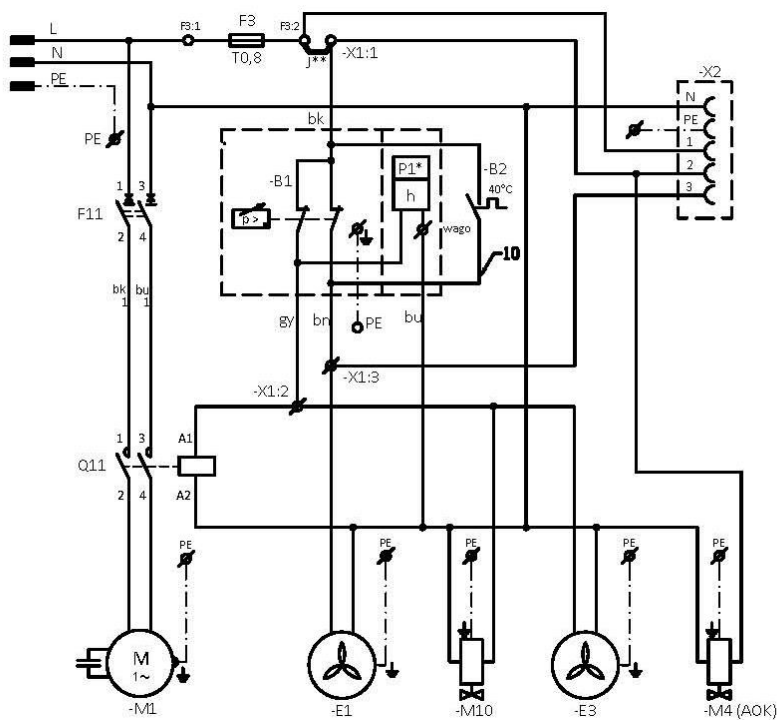 L
F3:1
F3
F3:2
T0,8
J**
-X1:1
N
PE
-X2
N
PE
PE
1
2
3
bk
PE
-B1
P1*
h
-B2
40°C
1 3
F11
p >
wago
2 4
10
bk
1
bu
1
gy
bn
PE
bu
-X1:3
-X1:2
1 3
A1
Q11
A2
2 4
PE
PE
PE
PE
PE
M
1~
-M1
-E1
-M10
-E3
-M4 (AOK)